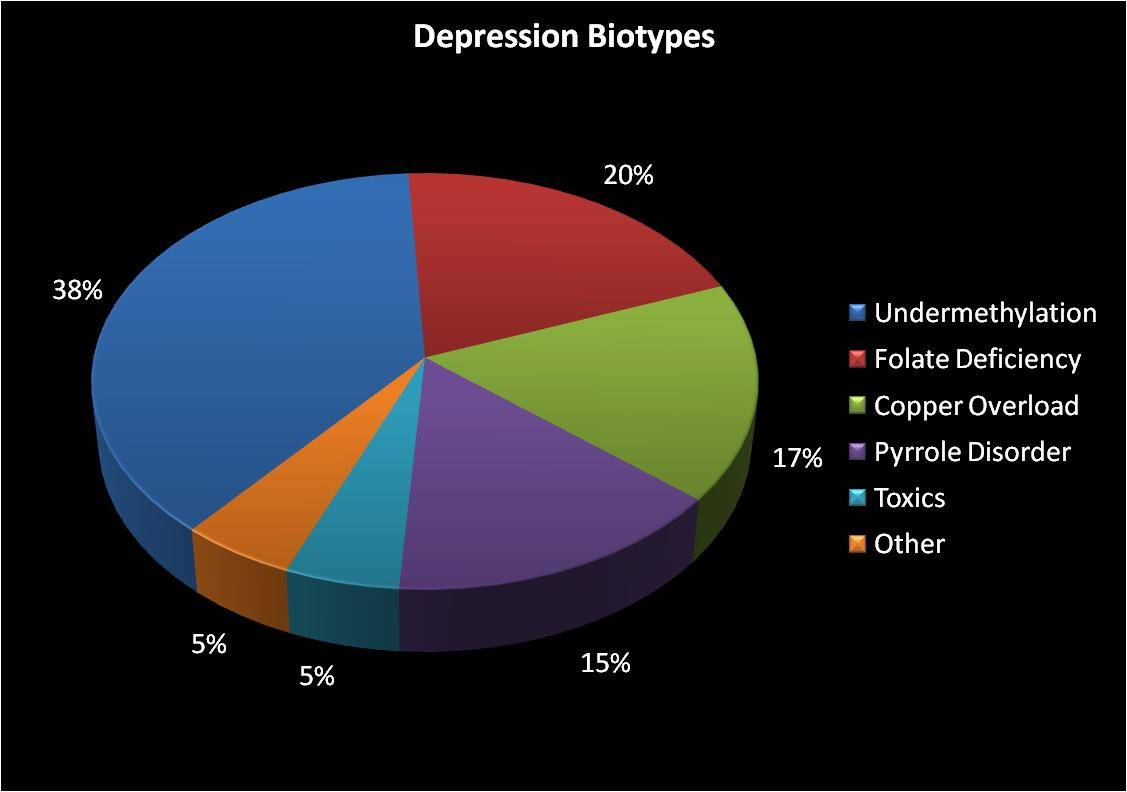 Depression Biotypes
20%
38%
17%
5%
5%
15%
Undermethylation
Folate Deficiency
Copper Overload
Pyrrole Disorder
Toxics
Other